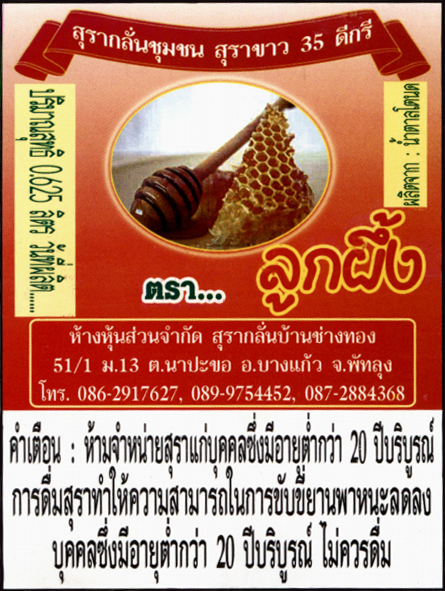 สุรากลั่นชุมชน สุราขาว 35 ดีกรี
ปริมาณสุทธิ 0.625 ลิตร วันที่ผลิต.....
ผลิตจาก : น้ำตาลโตนด
ตรา...
ลูกผึ้ง
ห้างหุ้นส่วนจำกัด สุรากลั่นบ้านช่างทอง
51/1 ม.13 ต.นาปะขอ อ.บางแก้ว จ.พัทลุง
โทร. 086-2917627, 089-9754452, 087-2884368
คำเตือน : ห้ามจำหน่ายสุราแก่บุคคลซึ่งมีอายุต่ำกว่า 20 ปีบริบูรณ์
การดื่มสุราทำให้ความสามารถในการขับขี่ยานพาหนะลดลง
บุคคลซึ่งมีอายุต่ำกว่า 20 ปีบริบูรณ์ ไม่ควรดื่ม